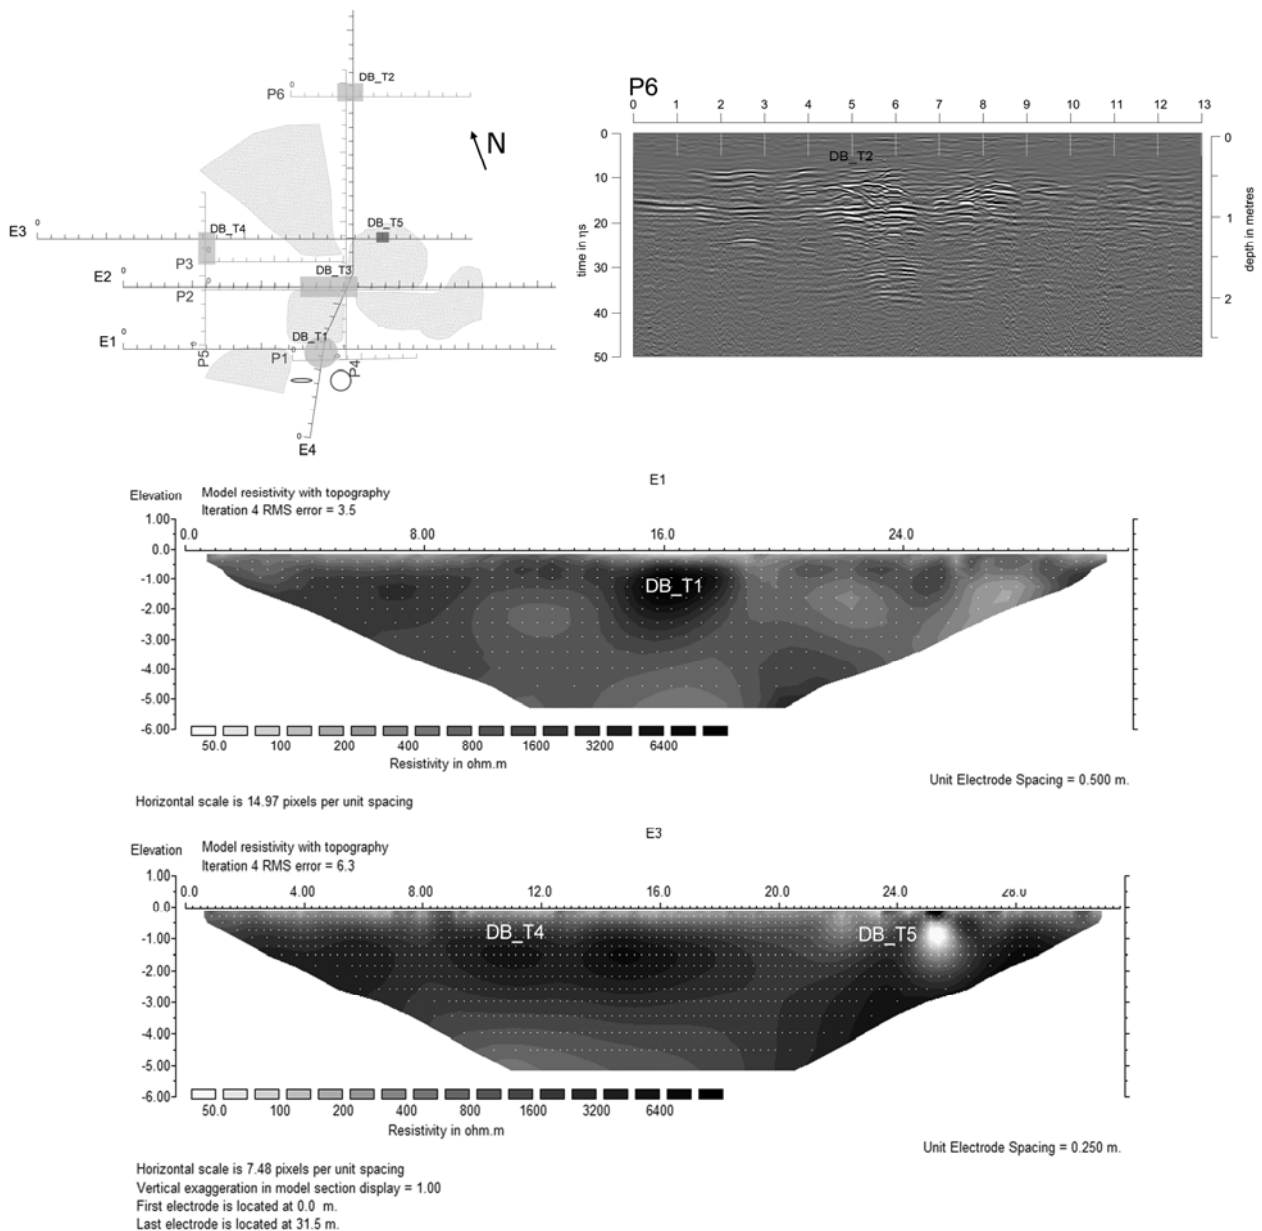 DB_T2
P6
0
N
E3
0
DB_T4
DB_T5
0
P3
E2
0
DB_T3
0
P2
E1
0
DB_T1
0
P1
P5
P4
0
E4
P6
0 1 2 3 4 5 6 7 8 9 10 11 12 13
DB_T2
0
10
20
30
40
50
time in ηs
0
1
2
depth in metres
E1
Elevation
Model resistivity with topography
Iteration 4 RMS error = 3.5
1.00
0.0
-1.00
-2.00
-3.00
-4.00
-5.00
-6.00
0.0 8.00 16.0 24.0
DB_T1
50.0 100 200 400 800 1600 3200 6400
Resistivity in ohm.m
Unit Electrode Spacing = 0.500 m.
Horizontal scale is 14.97 pixels per unit spacing
E3
Elevation
Model resistivity with topography
Iteration 4 RMS error = 6.3
1.00
0.0
-1.00
-2.00
-3.00
-4.00
-5.00
-6.00
0.0 4.00 8.00 12.0 16.0 20.0 24.0 28.0
DB_T4
DB_T5
50.0 100 200 400 800 1600 3200 6400
Resistivity in ohm.m
Unit Electrode Spacing = 0.250 m.
Horizontal scale is 7.48 pixels per unit spacing
Vertical exaggeration in model section display = 1.00
First electrode is located at 0.0 m.
Last electrode is located at 31.5 m.